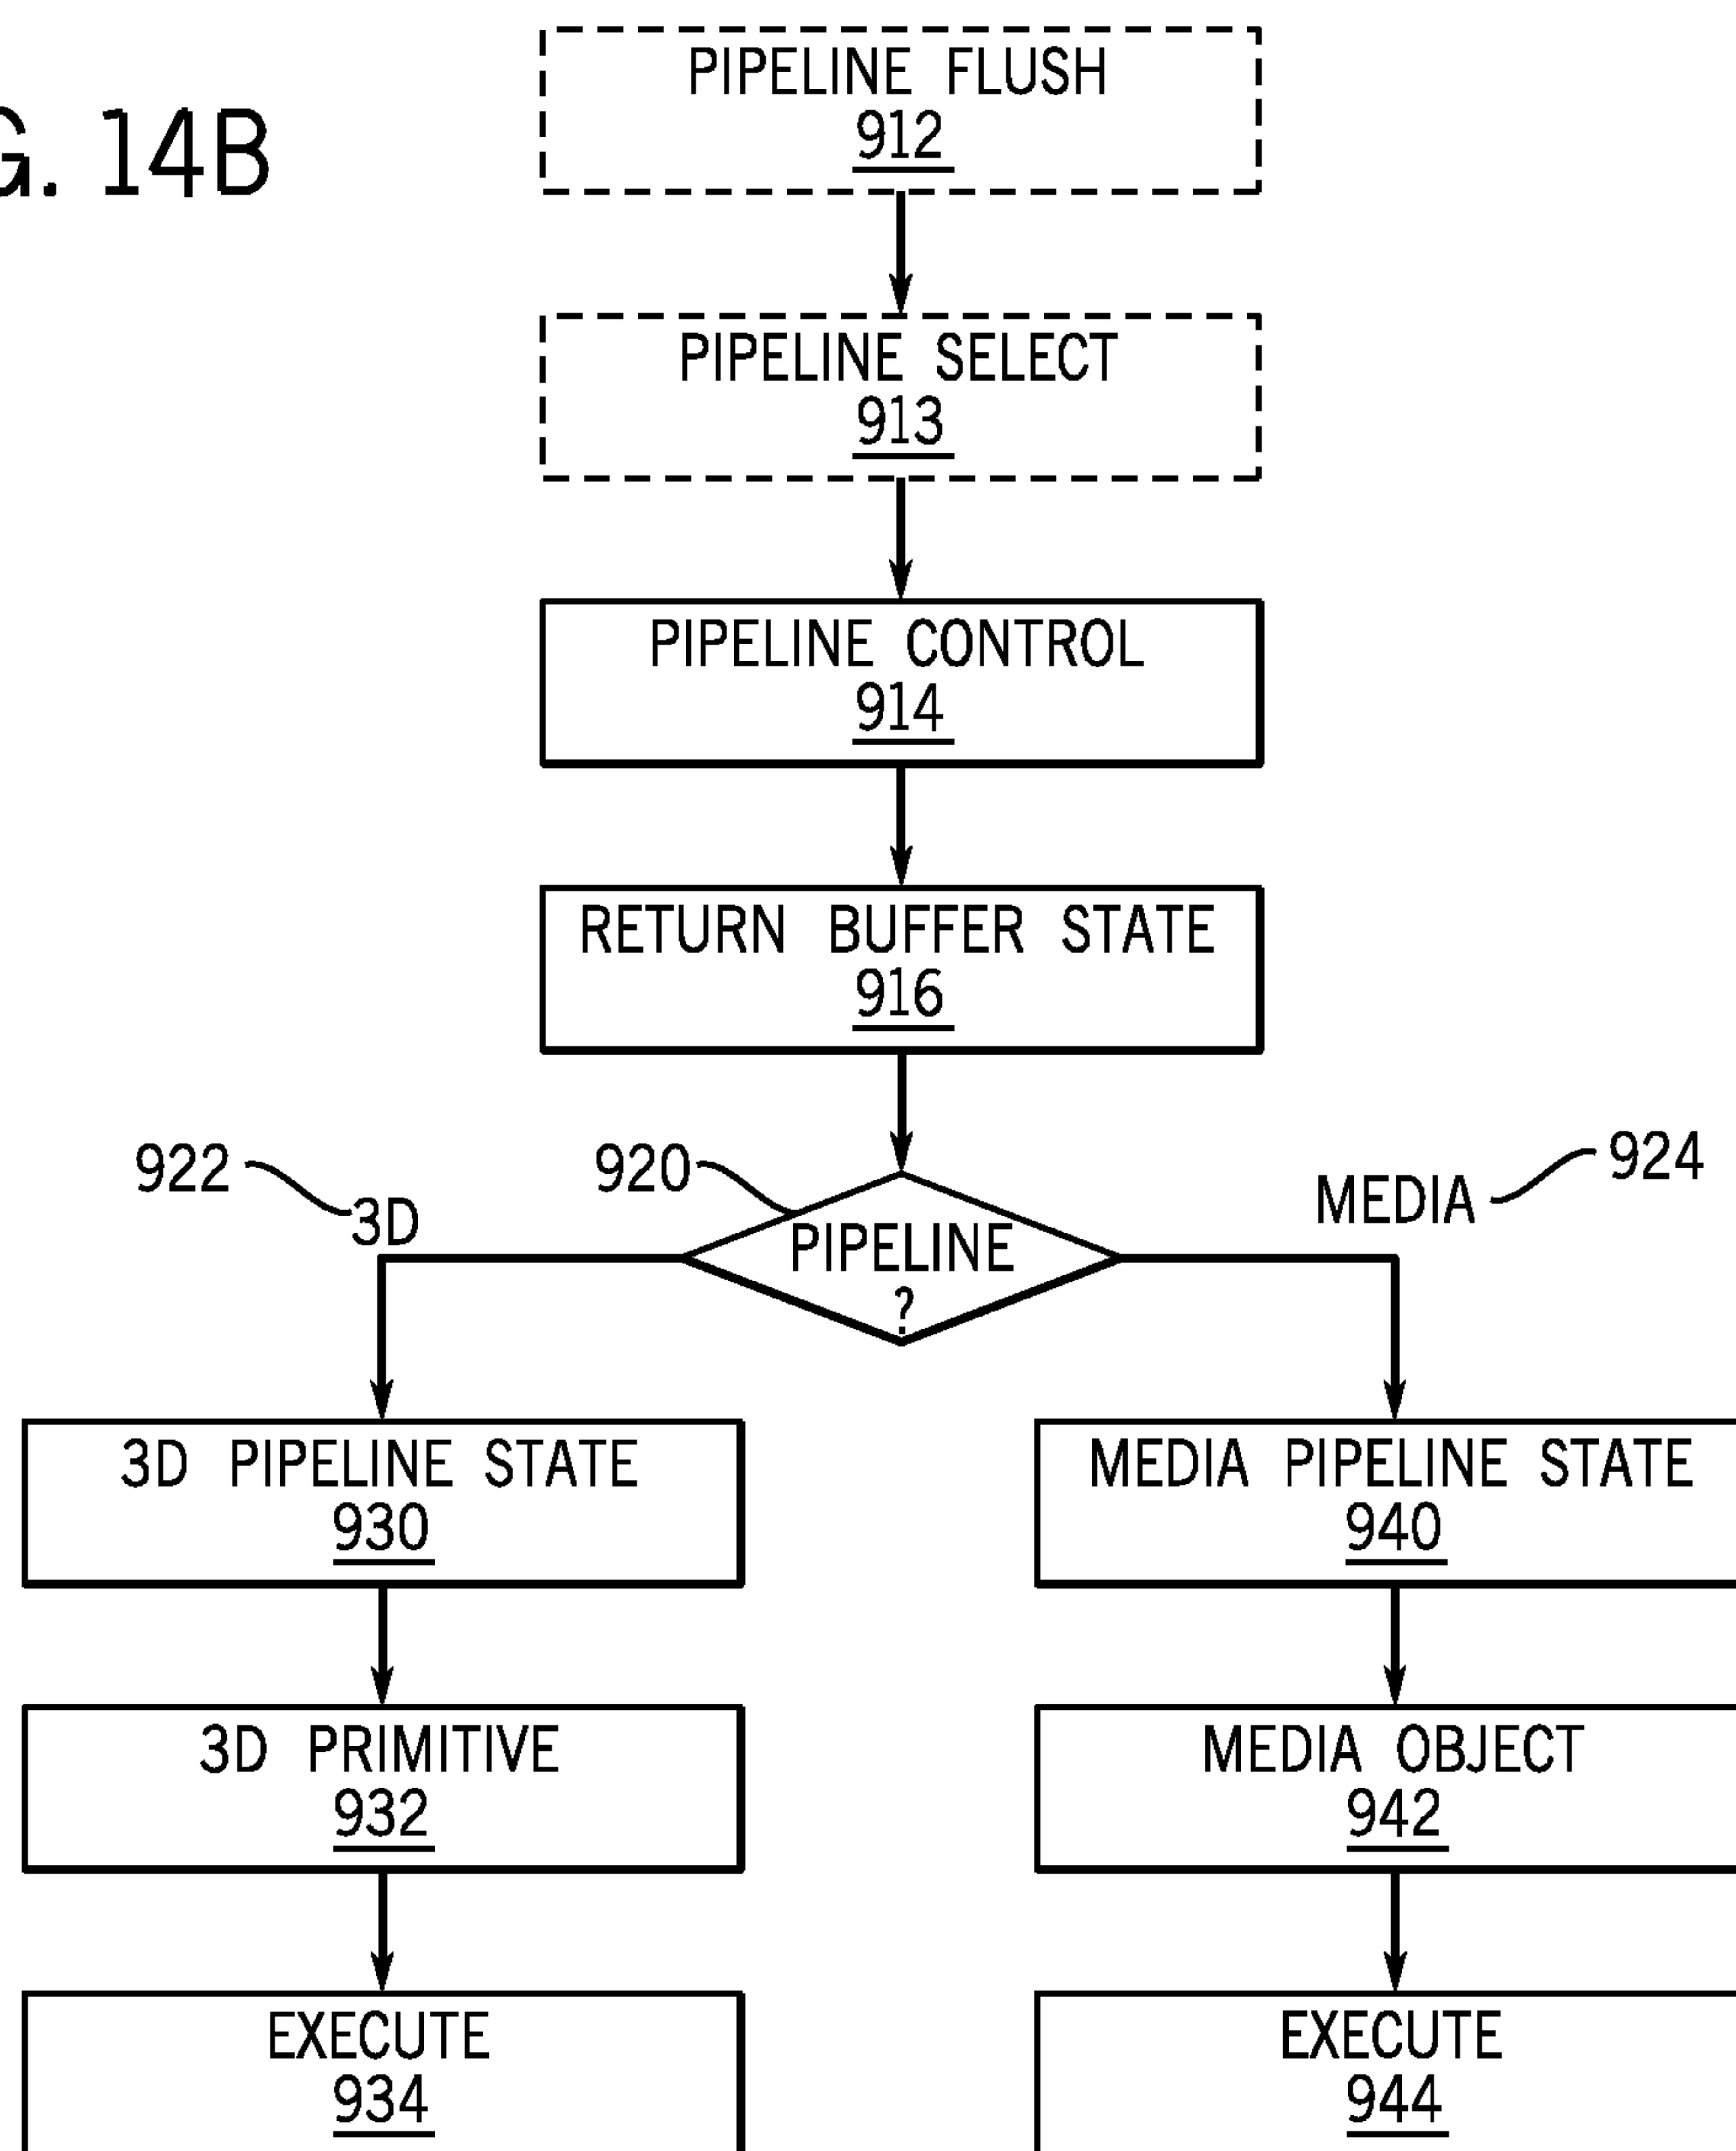 G. 14B
PIPELINE FLUSH
912
PIPELINE SELECT
913
PIPELINE CONTROL
914
RETURN BUFFER STATE
916
922
3D
920
PIPELINE
?
MEDIA
924
3D PIPELINE STATE
930
MEDIA PIPELINE STATE
940
3D PRIMITIVE
932
MEDIA OBJECT
942
EXECUTE
934
EXECUTE
944